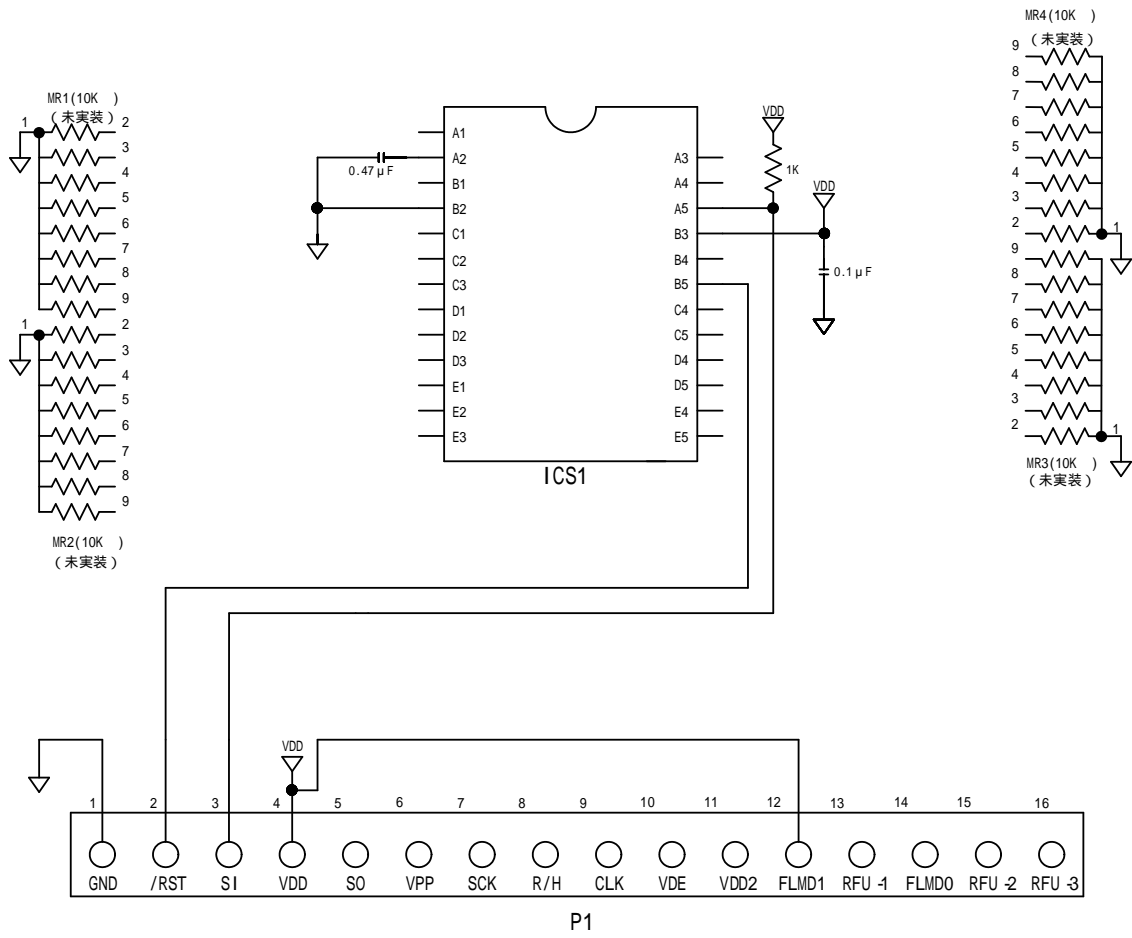 MR4(10K )
(未実装)
9
8
7
6
5
4
3
2
1
9
8
7
6
5
4
3
2
1
MR3(10K )
(未実装)
MR1(10K )
(未実装)
1
2
3
4
5
6
7
8
9
1
2
3
4
5
6
7
8
9
MR2(10K )
(未実装)
A1
A2
B1
B2
C1
C2
C3
D1
D2
D3
E1
E2
E3
A3
A4
A5
B3
B4
B5
C4
C5
D4
D5
E4
E5
ICS1
0.47μF
VDD
1K
VDD
0.1μF
VDD
1 2 3 4 5 6 7 8 9 10 11 12 13 14 15 16
GND /RST SI VDD SO VPP SCK R/H CLK VDE VDD2 FLMD1 RFU-1 FLMD0 RFU-2 RFU-3
P1